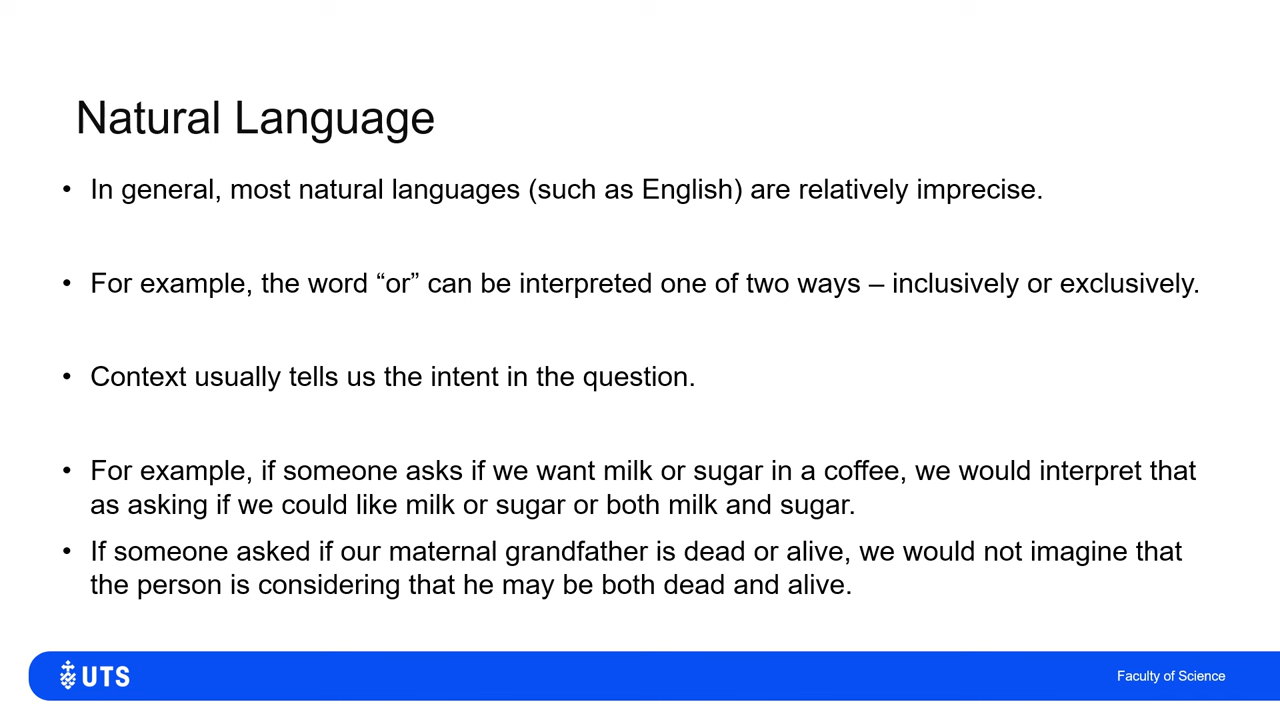 Natural Language
• In general, most natural languages (such as English) are relatively imprecise.
• For example, the word “or” can be interpreted one of two ways – inclusively or exclusively.
• Context usually tells us the intent in the question.
• For example, if someone asks if we want milk or sugar in a coffee, we would interpret that
as asking if we could like milk or sugar or both milk and sugar.
• If someone asked if our maternal grandfather is dead or alive, we would not imagine that
the person is considering that he may be both dead and alive.
UTS
Faculty of Science